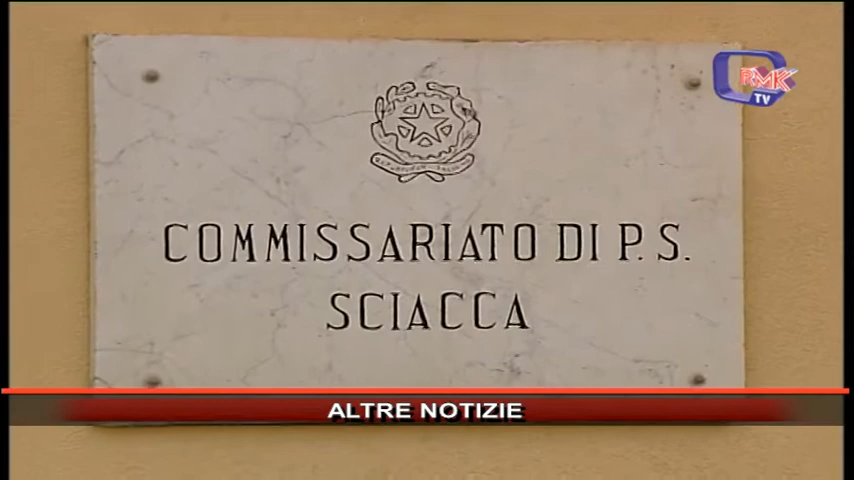 RMK
TV
COMMISSARIATO DI P. S.
SCIACCA
ALTRE NOTIZIE